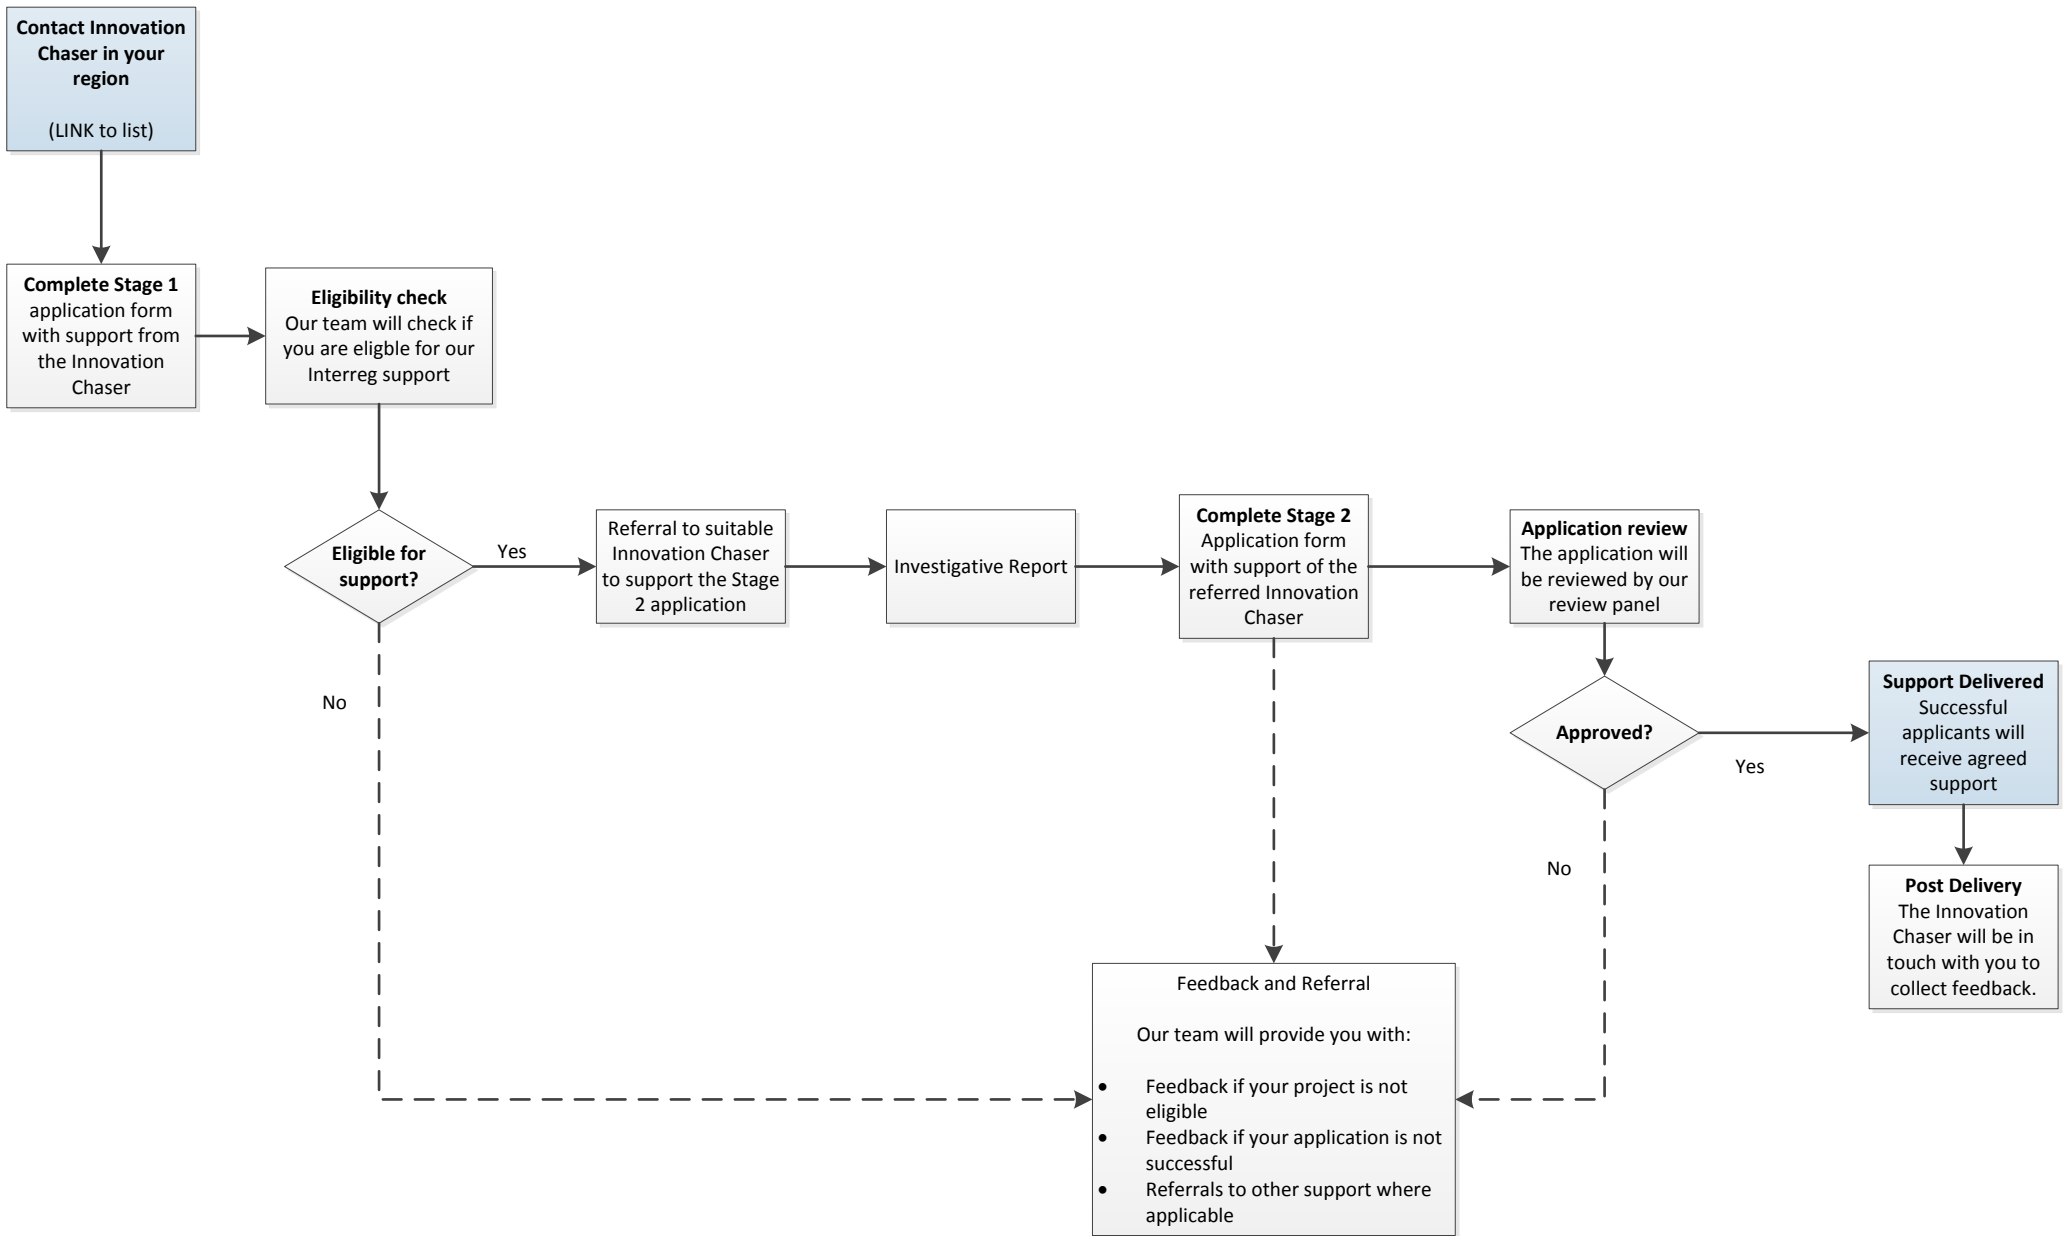 Contact Innovation
Chaser in your
region
(LINK to list)
Complete Stage 1
application form
with support from
the Innovation
Chaser
Eligibility check
Our team will check if
you are eligble for our
Interreg support
Eligible for
support?
Yes
No
Referral to suitable
Innovation Chaser
to support the Stage
2 application
Investigative Report
Complete Stage 2
Application form
with support of the
referred Innovation
Chaser
Application review
The application will
be reviewed by our
review panel
Approved?
Yes
No
Support Delivered
Successful
applicants will
receive agreed
support
Post Delivery
The Innovation
Chaser will be in
touch with you to
collect feedback.
Feedback and Referral
Our team will provide you with:
• Feedback if your project is not
eligible
• Feedback if your application is not
successful
• Referrals to other support where
applicable